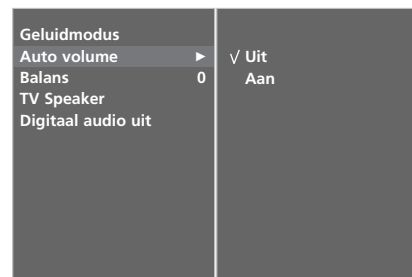 Geluidmodus
Auto volume ►
Balans 0
TV Speaker
Digitaal audio uit
√ Uit
Aan